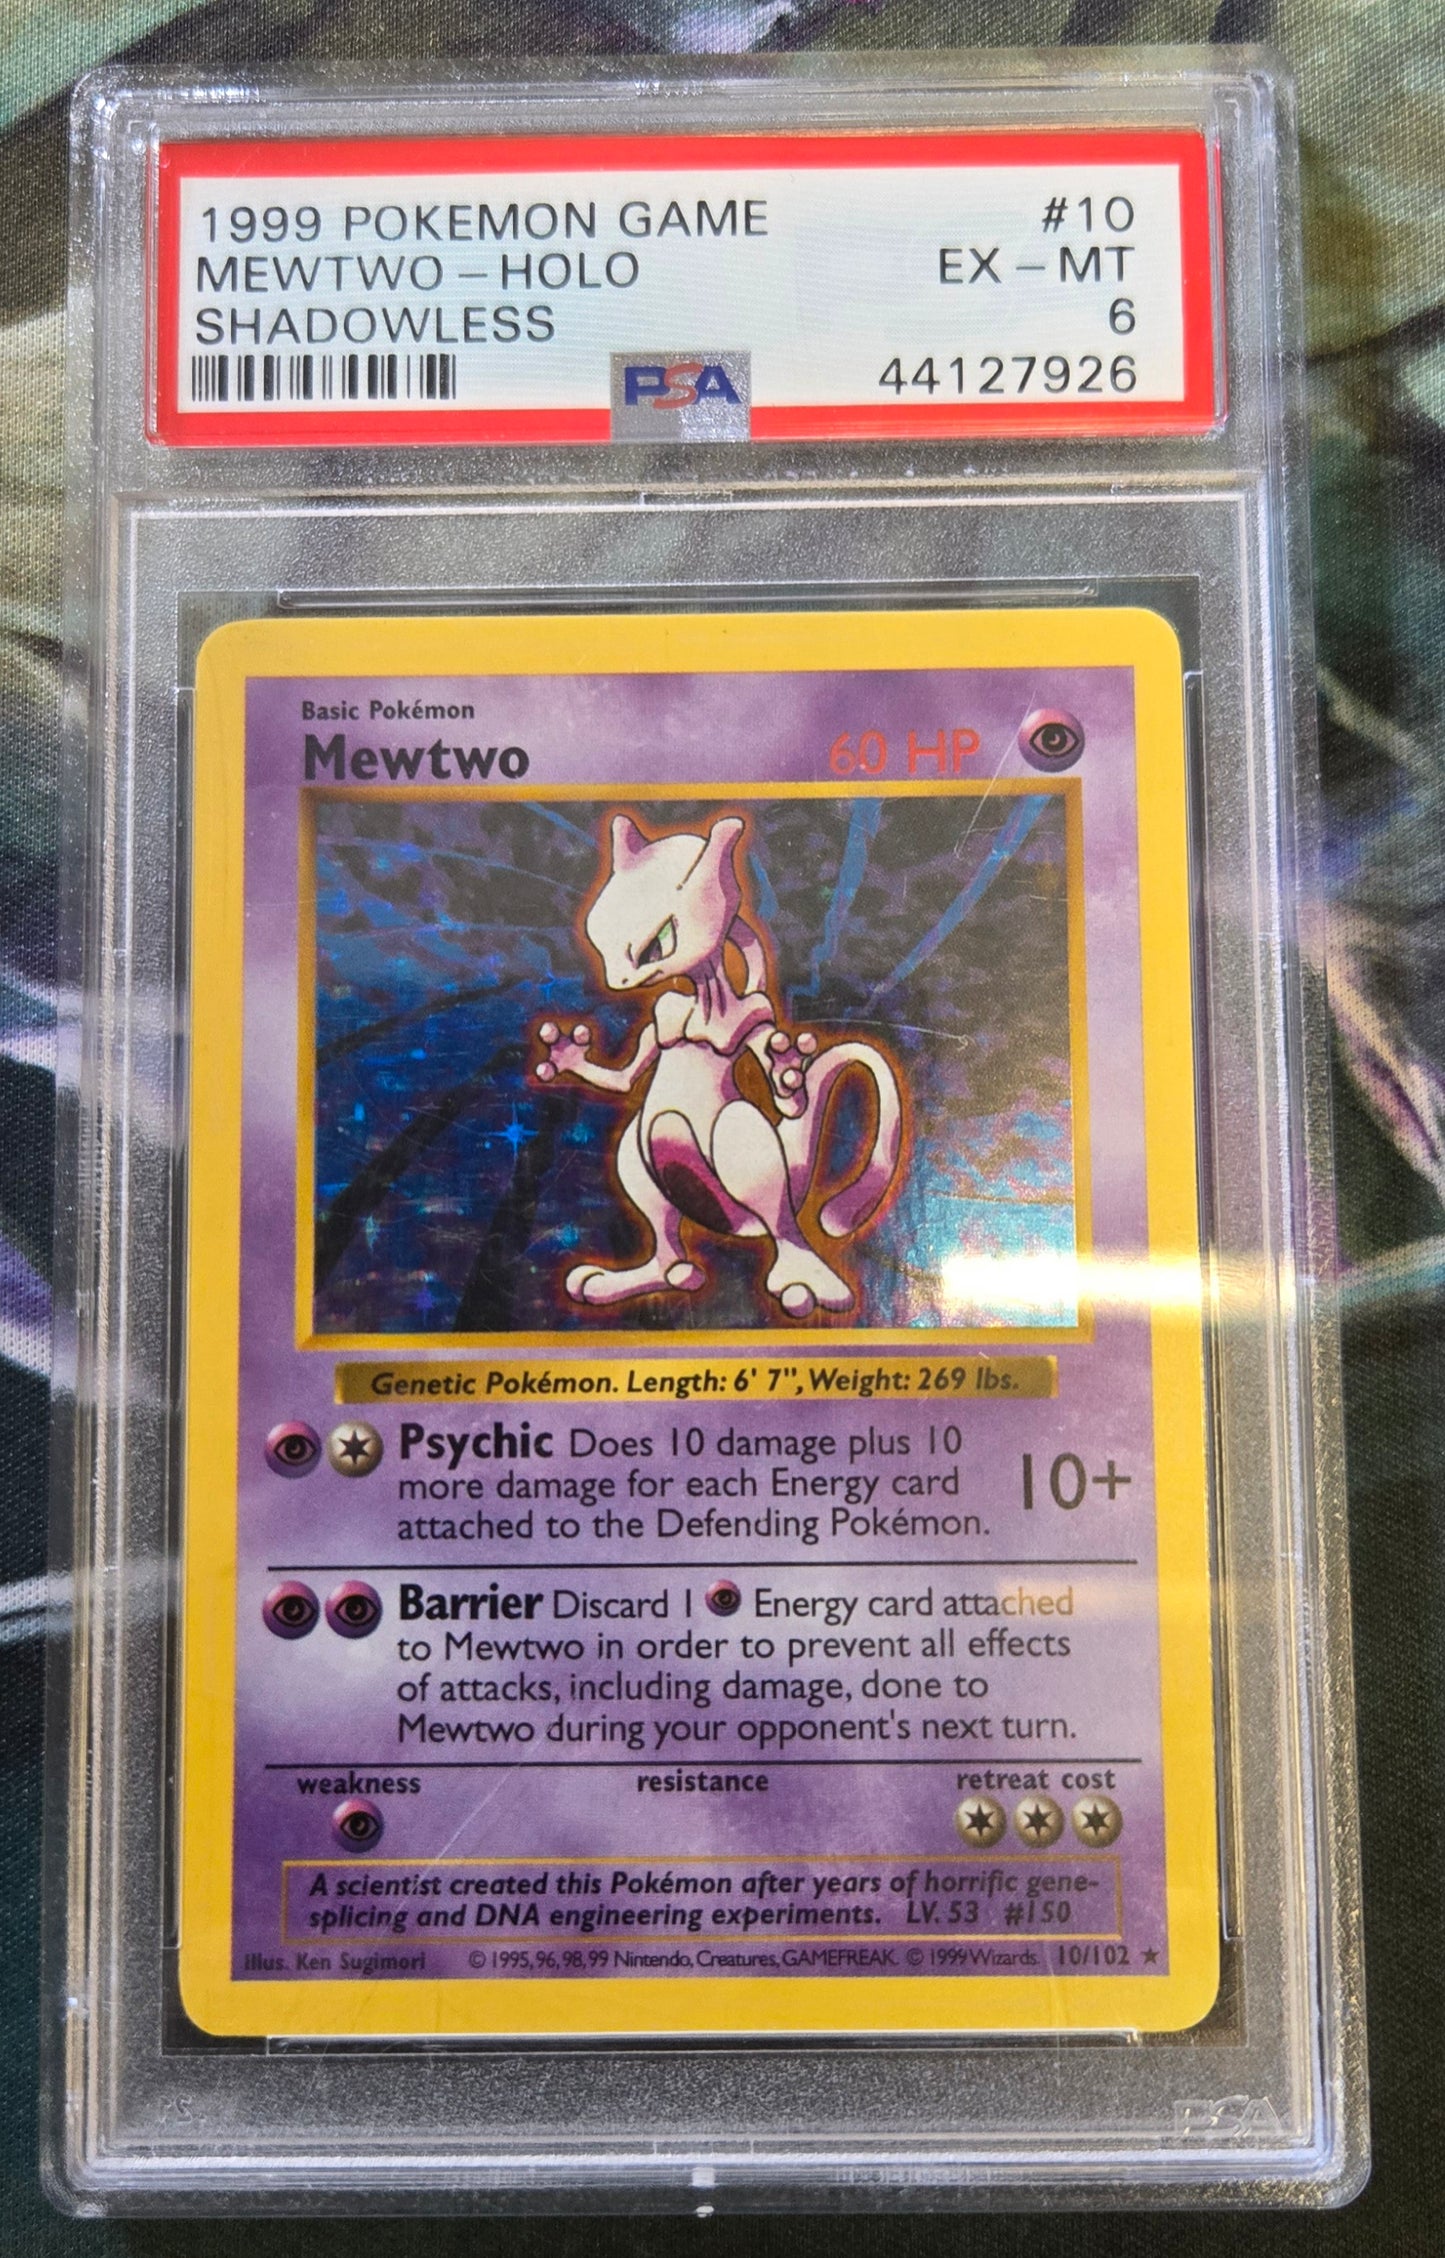 1999 POKEMON GAME #10
MEWTWO-HOLO EX-MT
SHADOWLESS 6
PSA 44127926
Basic Pokémon
Mewtwo 60 HP
Genetic Pokémon. Length: 6' 7", Weight: 269 lbs.
Psychic Does 10 damage plus 10
more damage for each Energy card
attached to the Defending Pokémon.
10+
Barrier Discard 1 Energy card attached
to Mewtwo in order to prevent all effects
of attacks, including damage, done to
Mewtwo during your opponent's next turn.
weakness resistance retreat cost
A scientist created this Pokémon after years of horrific gene-
splicing and DNA engineering experiments. LV. 53 #150
Illus. Ken Sugimori © 1995, 96, 98, 99 Nintendo, Creatures, GAMEFREAK. © 1999 Wizards. 10/102 ★
PSA